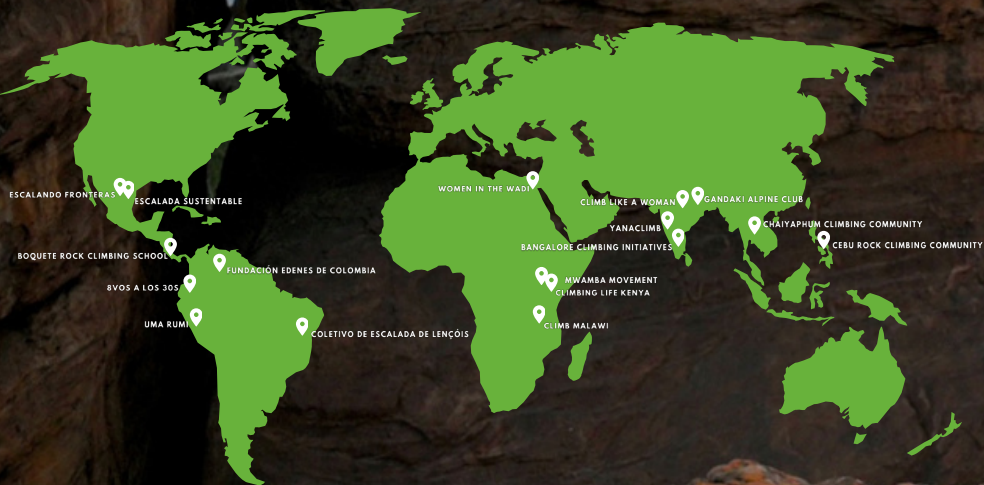 WOMEN IN THE WADI
ESCALANDO FRONTERAS
ESCALADA SUSTENTABLE
CLIMB LIKE A WOMAN
GANDAKI ALPINE CLUB
YANACLIMB
CHAIYAPHUM CLIMBING COMMUNITY
BANGALORE CLIMBING INITIATIVES
CEBU ROCK CLIMBING COMMUNITY
BOQUETE ROCK CLIMBING SCHOOL
FUNDACIÓN EDENES DE COLOMBIA
8VOS A LOS 30S
MWAMBA MOVEMENT
CLIMBING LIFE KENYA
UMA RUMI
CLIMB MALAWI
COLETIVO DE ESCALADA DE LENÇÓIS